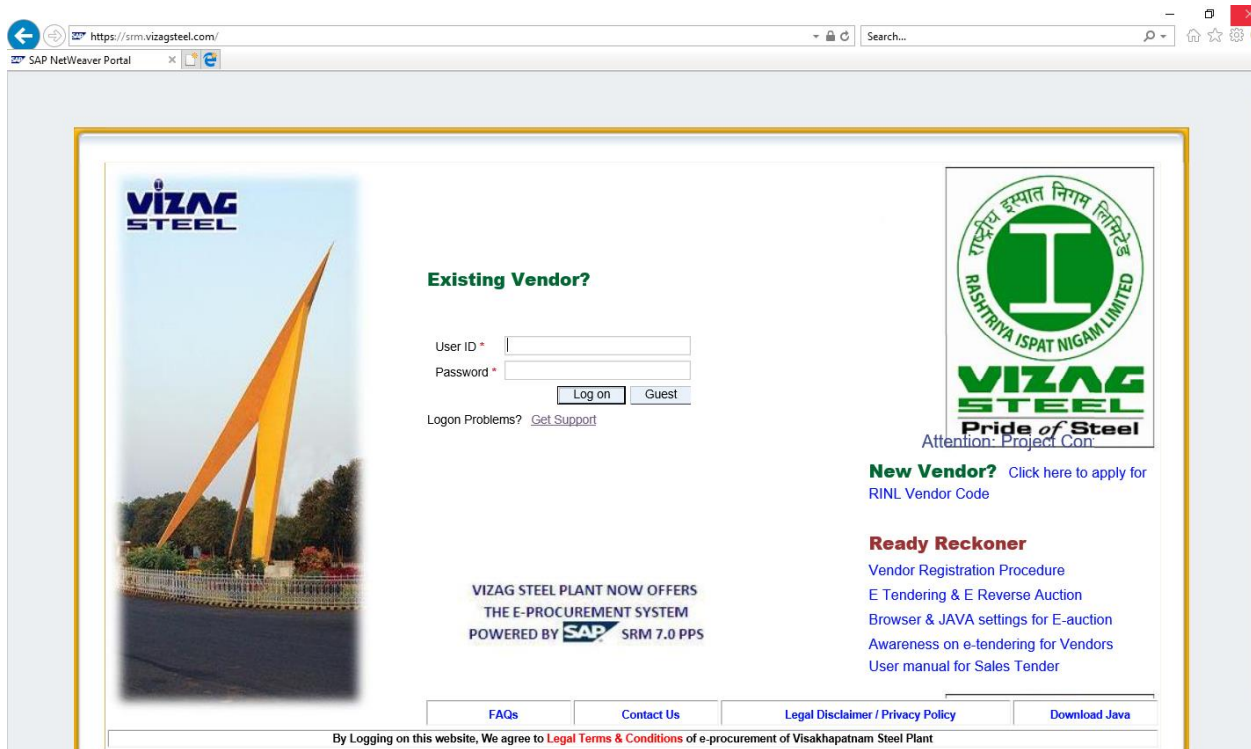 https://srm.vizagsteel.com/
Search...
SAP NetWeaver Portal
VIZAG
STEEL
राष्ट्रीय इस्पात निगम लिमिटेड
RASHTRIYA ISPAT NIGAM LIMITED
VIZAG
STEEL
Pride of Steel
Attention: Project Con
Existing Vendor?
User ID *
Password *
Log on Guest
Logon Problems? Get Support
VIZAG STEEL PLANT NOW OFFERS
THE E-PROCUREMENT SYSTEM
POWERED BY SAP SRM 7.0 PPS
New Vendor? Click here to apply for
RINL Vendor Code
Ready Reckoner
Vendor Registration Procedure
E Tendering & E Reverse Auction
Browser & JAVA settings for E-auction
Awareness on e-tendering for Vendors
User manual for Sales Tender
FAQs Contact Us Legal Disclaimer / Privacy Policy Download Java
By Logging on this website, We agree to Legal Terms & Conditions of e-procurement of Visakhapatnam Steel Plant